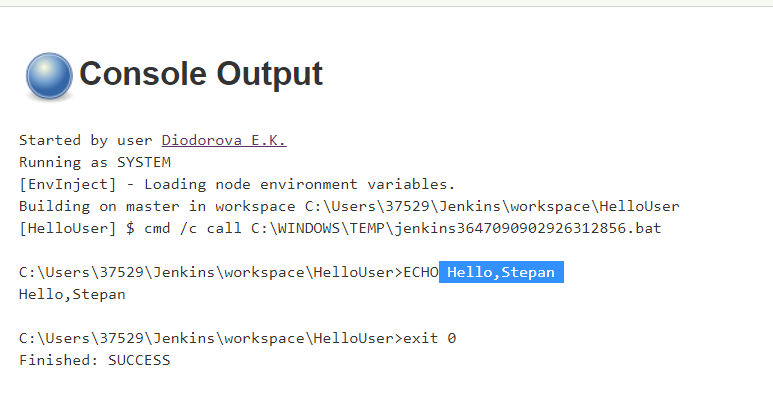 Console Output
Started by user Diodorova E.K.
Running as SYSTEM
[EnvInject] - Loading node environment variables.
Building on master in workspace C:\Users\37529\Jenkins\workspace\HelloUser
[HelloUser] $ cmd /c call C:\WINDOWS\TEMP\jenkins3647090902926312856.bat
C:\Users\37529\Jenkins\workspace\HelloUser>ECHO Hello,Stepan
Hello,Stepan
C:\Users\37529\Jenkins\workspace\HelloUser>exit 0
Finished: SUCCESS